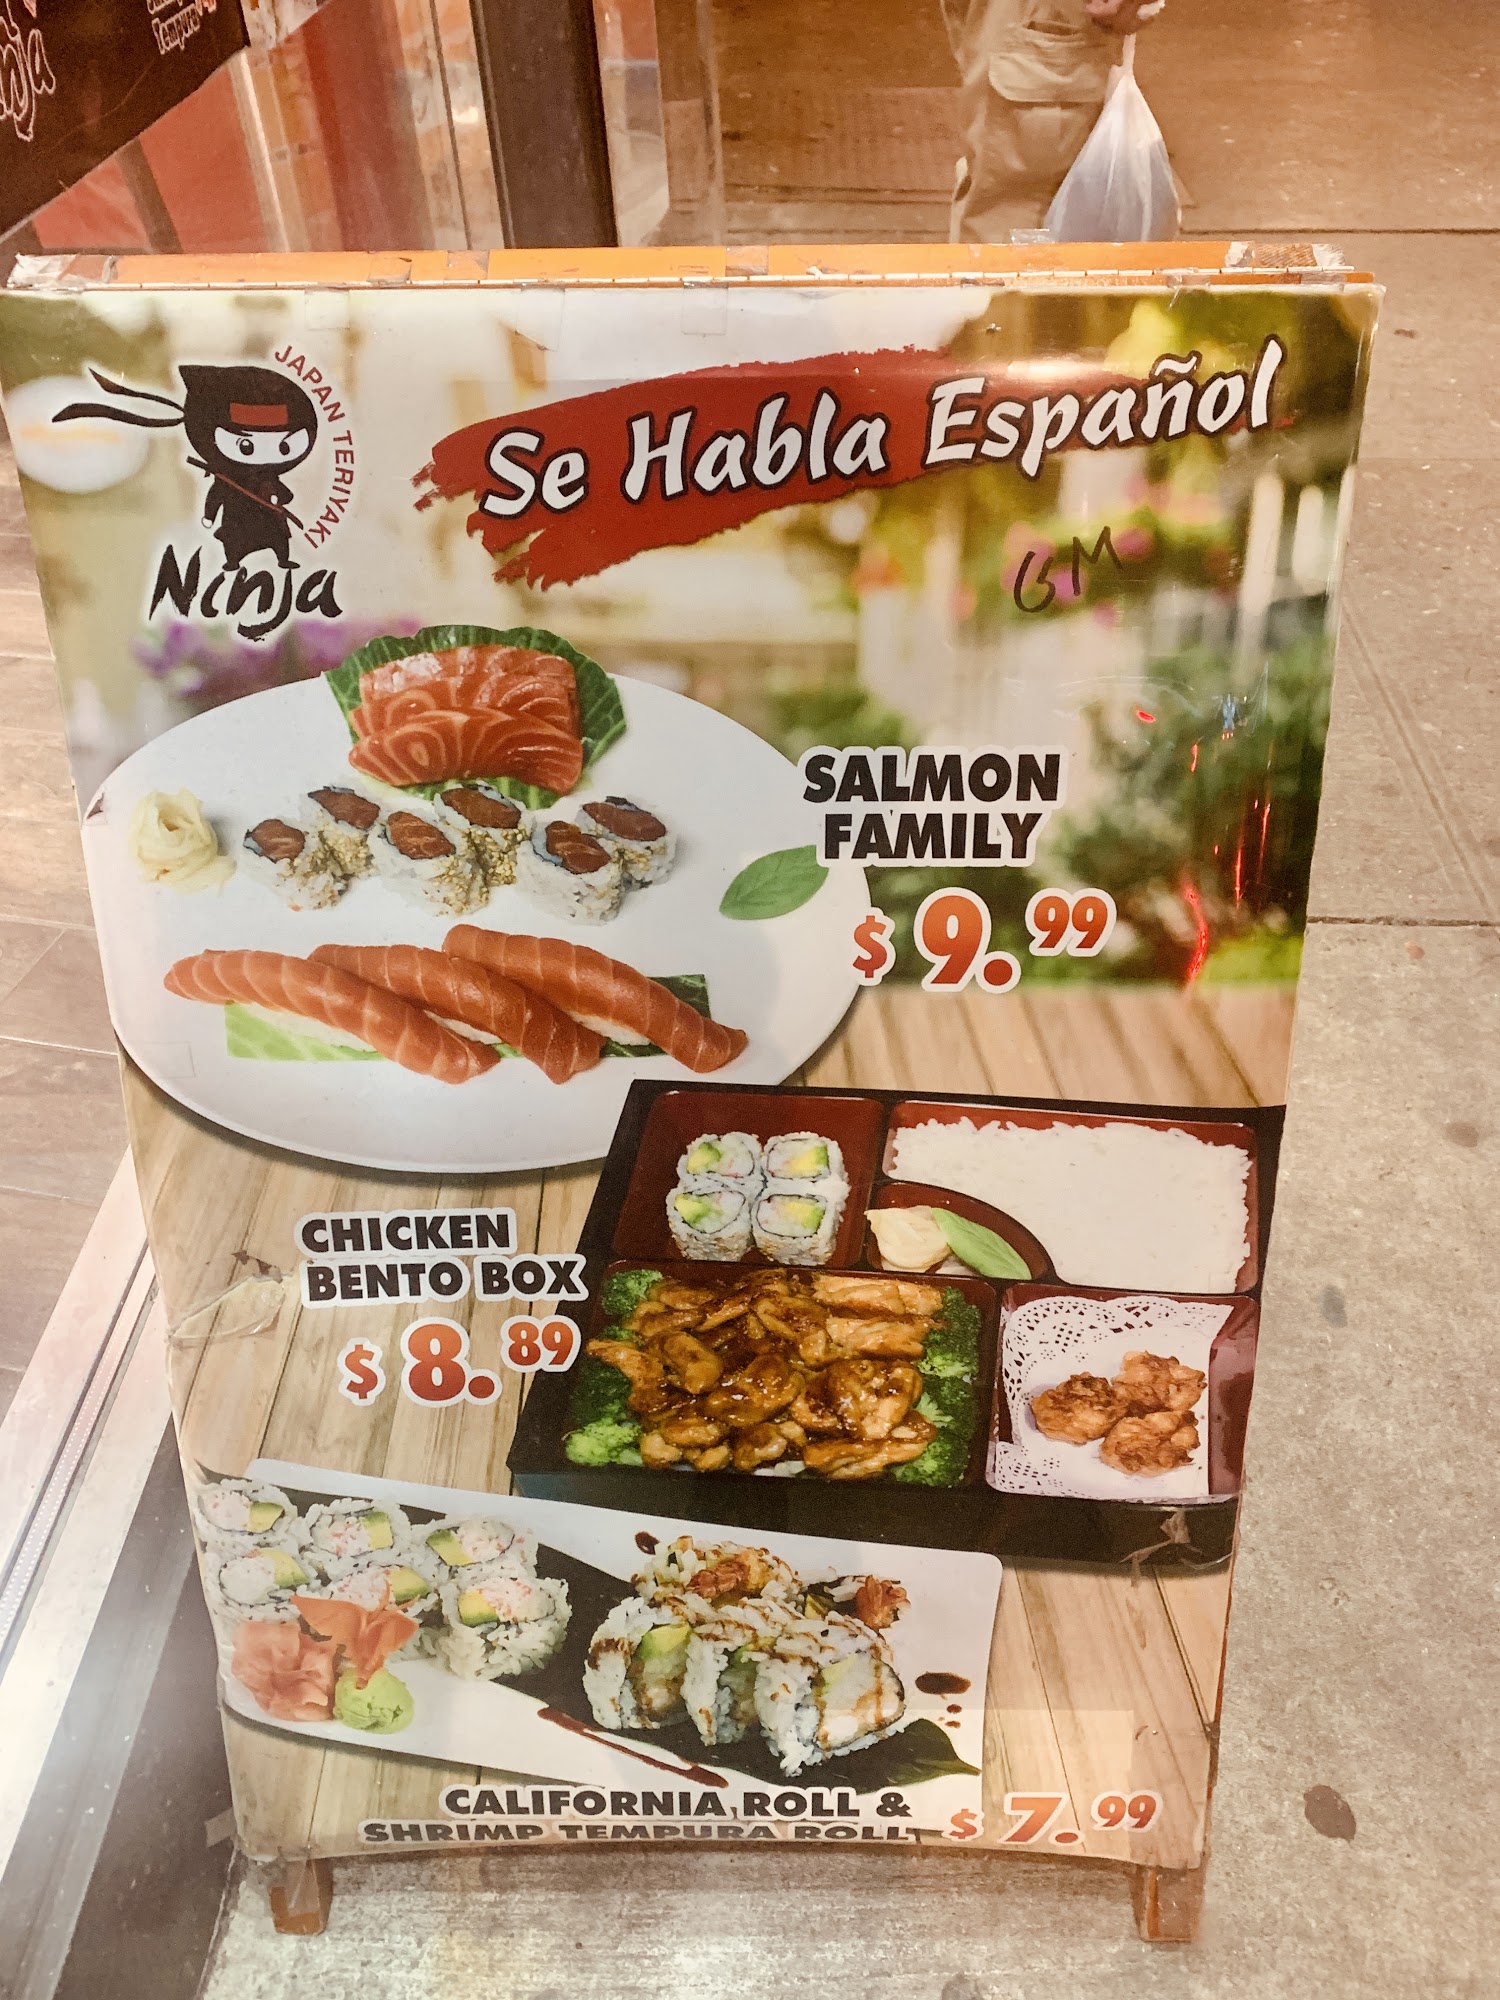 Tempura
JAPAN TERIYAKI
Ninja
Se Habla Español
GM
SALMON
FAMILY
$ 9.99
CHICKEN
BENTO BOX
$ 8.89
CALIFORNIA ROLL &
SHRIMP TEMPURA ROLL
$ 7.99